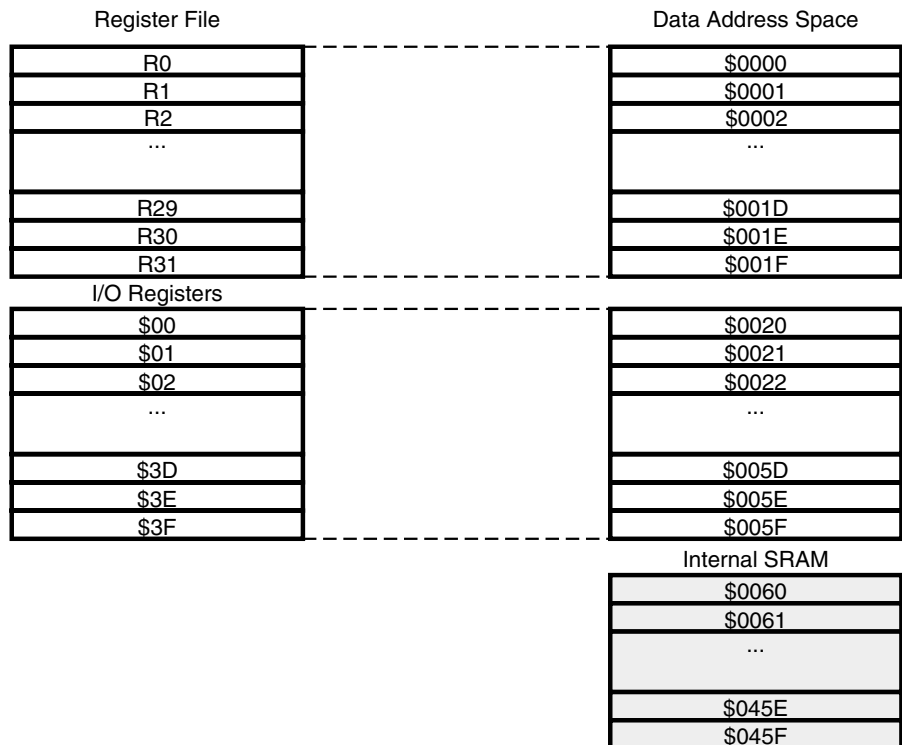 Register File Data Address Space
R0 $0000
R1 $0001
R2 $0002
... ...
R29 $001D
R30 $001E
R31 $001F
I/O Registers
$00 $0020
$01 $0021
$02 $0022
... ...
$3D $005D
$3E $005E
$3F $005F
Internal SRAM
$0060
$0061
...
$045E
$045F